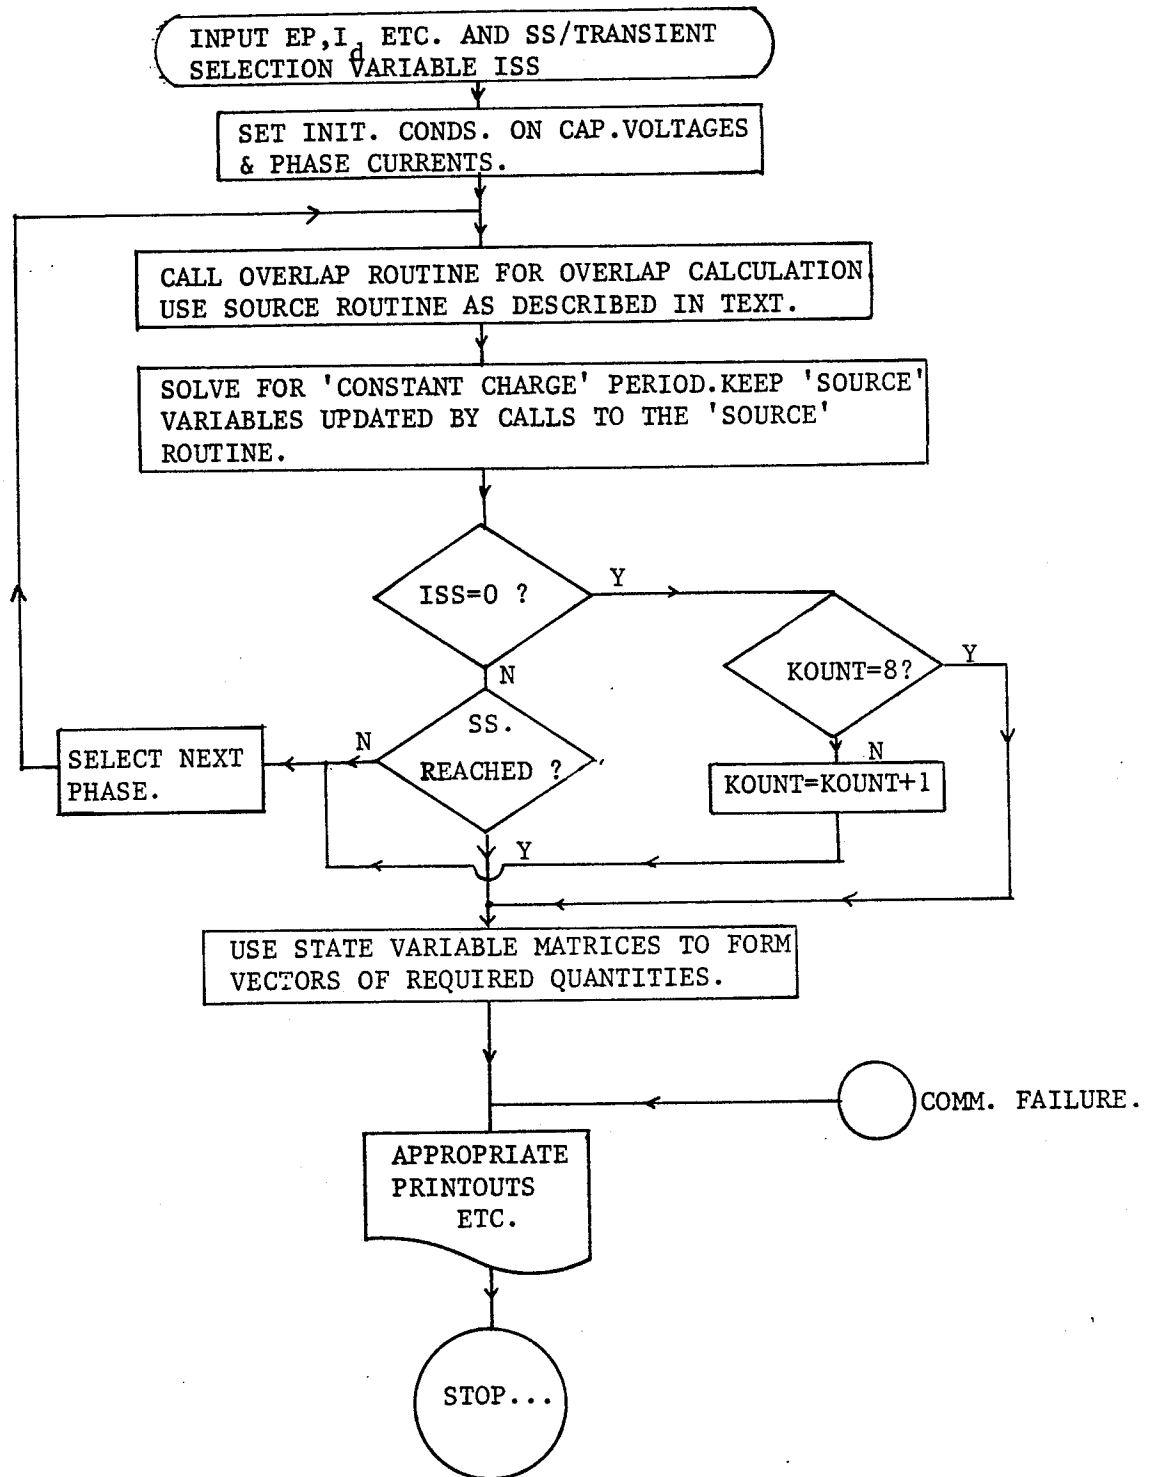 INPUT EP,Id ETC. AND SS/TRANSIENT
SELECTION VARIABLE ISS
SET INIT. CONDS. ON CAP.VOLTAGES
& PHASE CURRENTS.
CALL OVERLAP ROUTINE FOR OVERLAP CALCULATION
USE SOURCE ROUTINE AS DESCRIBED IN TEXT.
SOLVE FOR 'CONSTANT CHARGE' PERIOD.KEEP 'SOURCE'
VARIABLES UPDATED BY CALLS TO THE 'SOURCE'
ROUTINE.
ISS=0 ?
Y
N
KOUNT=8?
Y
N
KOUNT=KOUNT+1
SS.
REACHED ?
N
Y
SELECT NEXT
PHASE.
USE STATE VARIABLE MATRICES TO FORM
VECTORS OF REQUIRED QUANTITIES.
COMM. FAILURE.
APPROPRIATE
PRINTOUTS
ETC.
STOP...